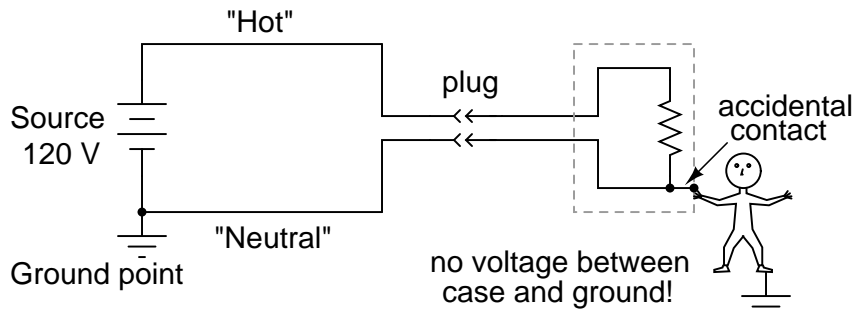 "Hot"
plug
Source
120 V
accidental
contact
"Neutral"
Ground point
no voltage between
case and ground!